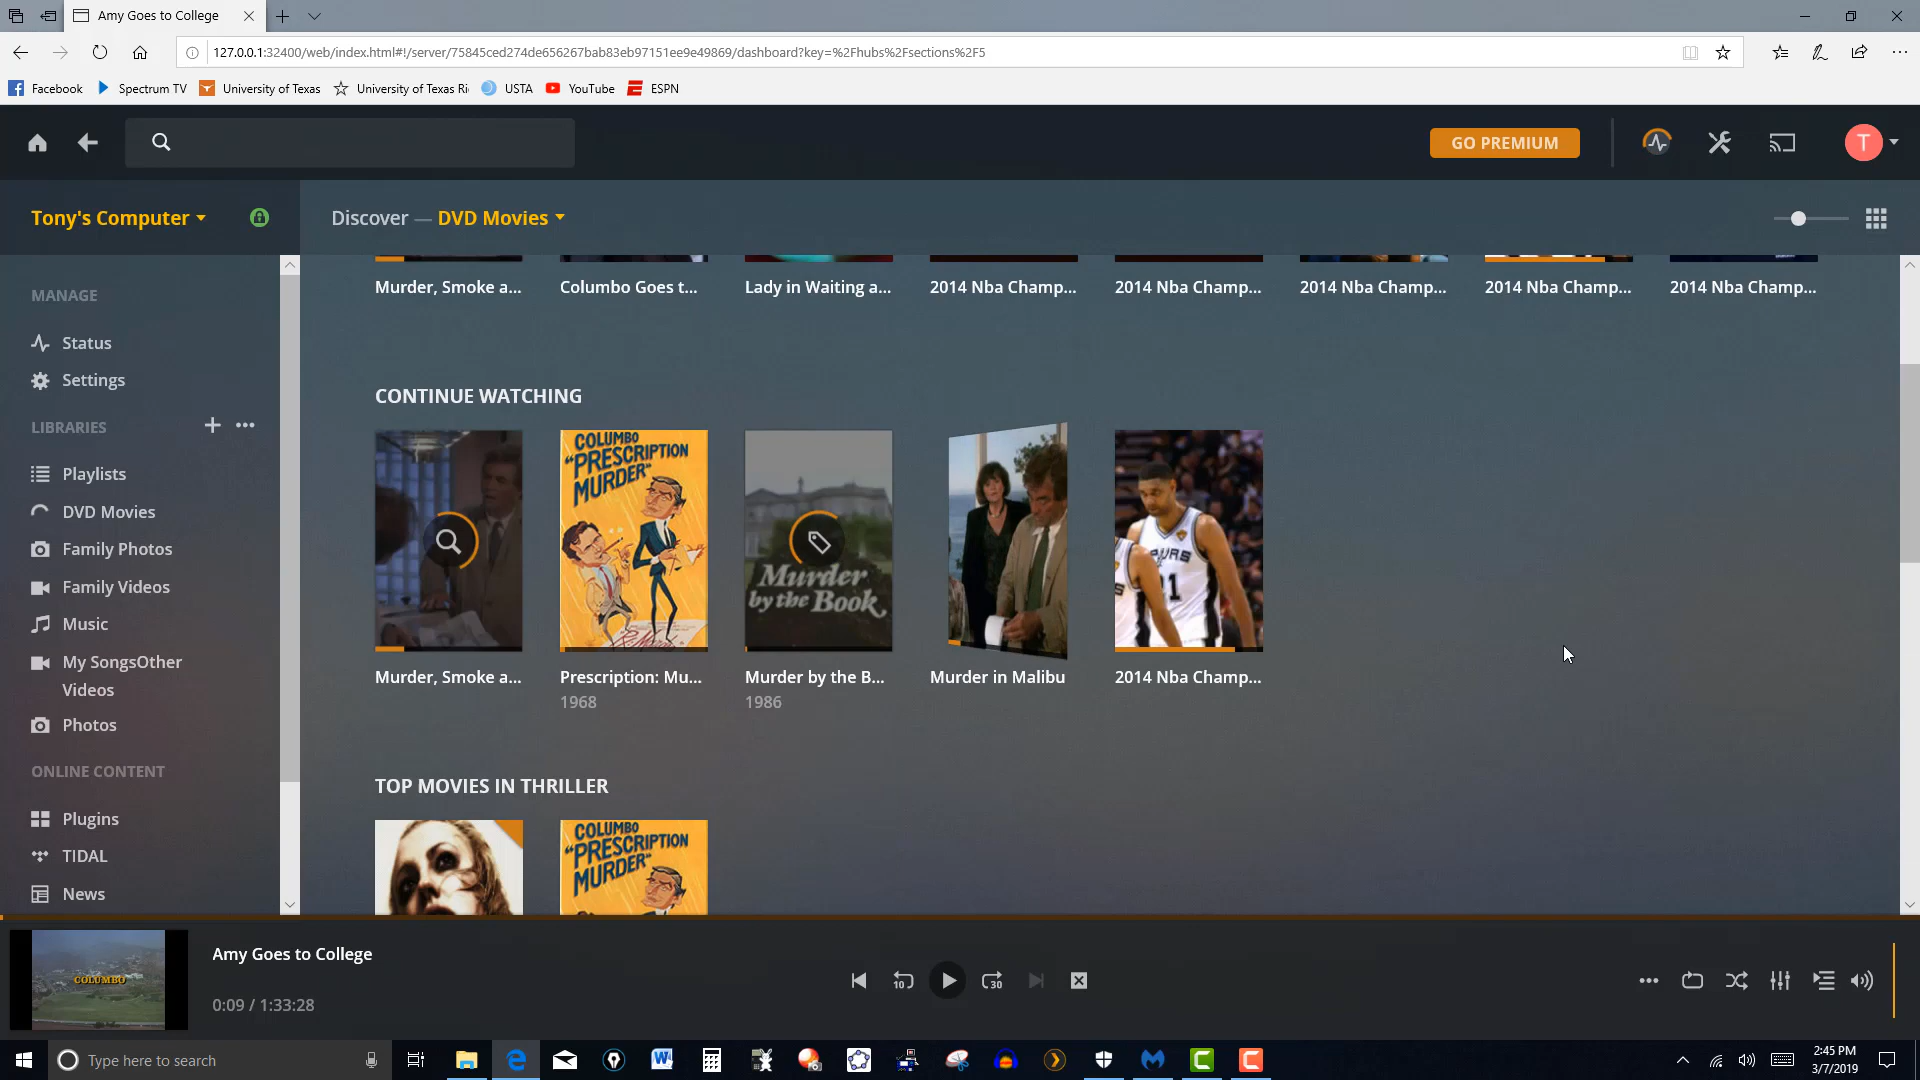 Amy Goes to College
127.0.0.1:32400/web/index.html#!/server/75845ced274de656267bab83eb97151ee9e49869/dashboard?key=%2Fhubs%2Fsections%2F5
Facebook Spectrum TV University of Texas University of Texas Ri USTA YouTube ESPN
GO PREMIUM T
Tony's Computer Discover — DVD Movies
MANAGE
Status
Settings
LIBRARIES
Playlists
DVD Movies
Family Photos
Family Videos
Music
My SongsOther
Videos
Photos
ONLINE CONTENT
Plugins
TIDAL
News
Murder, Smoke a... Columbo Goes t... Lady in Waiting a... 2014 Nba Champ... 2014 Nba Champ... 2014 Nba Champ... 2014 Nba Champ... 2014 Nba Champ...
CONTINUE WATCHING
COLUMBO
"PRESCRIPTION
MURDER"
Murder
by the Book
SPURS
21
Murder, Smoke a... Prescription: Mu... Murder by the B... Murder in Malibu 2014 Nba Champ...
1968 1986
TOP MOVIES IN THRILLER
COLUMBO
"PRESCRIPTION
MURDER"
COLUMBO
Amy Goes to College
0:09 / 1:33:28
10 30
Type here to search
2:45 PM
3/7/2019